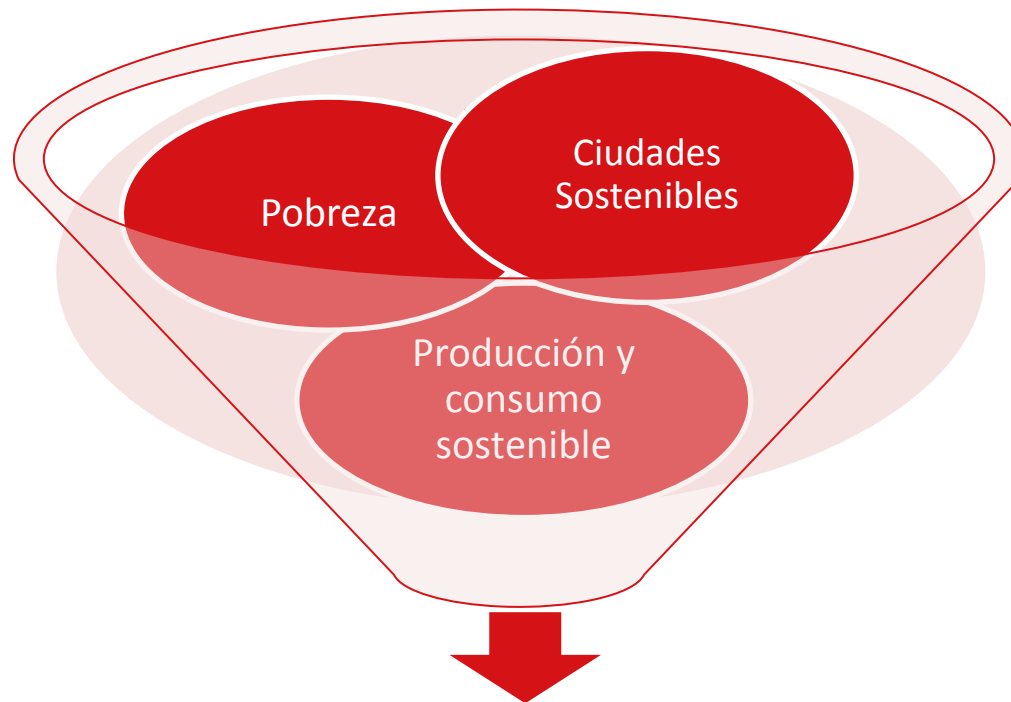 Ciudades
Sostenibles
Pobreza
Producción y
consumo
sostenible